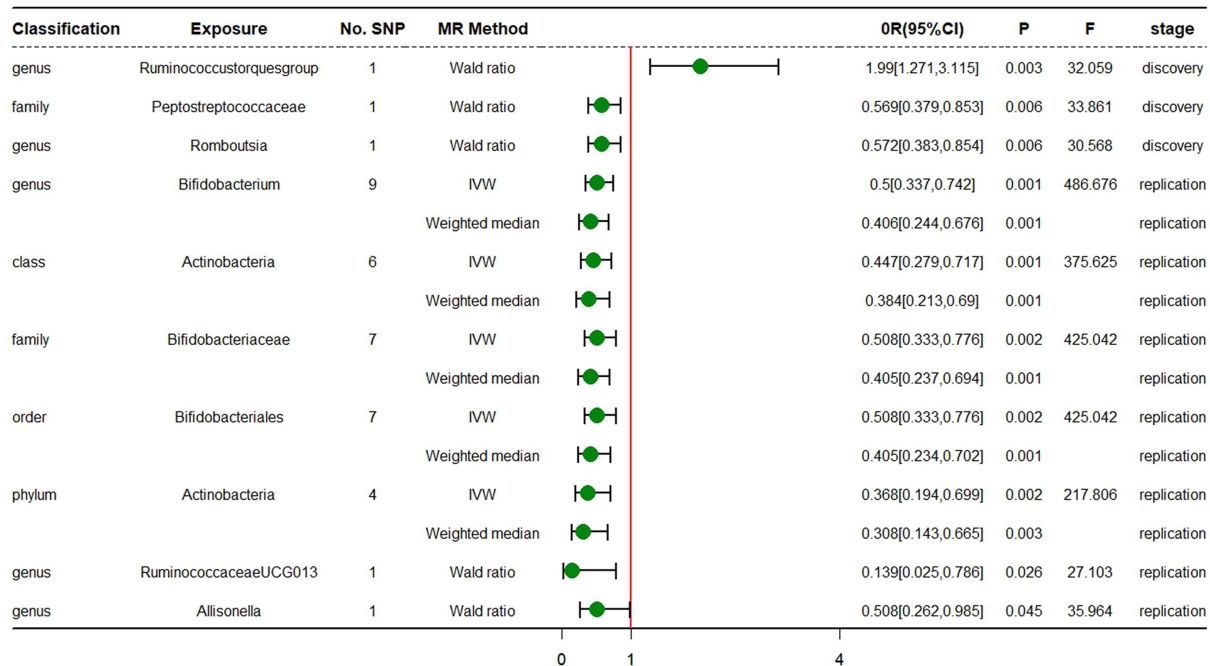 Classification Exposure No. SNP MR Method 0R(95%CI) P F stage
genus Ruminococcustorquesgroup 1 Wald ratio 1.99[1.271,3.115] 0.003 32.059 discovery
family Peptostreptococcaceae 1 Wald ratio 0.569[0.379,0.853] 0.006 33.861 discovery
genus Romboutsia 1 Wald ratio 0.572[0.383,0.854] 0.006 30.568 discovery
genus Bifidobacterium 9 IVW 0.5[0.337,0.742] 0.001 486.676 replication
Weighted median 0.406[0.244,0.676] 0.001 replication
class Actinobacteria 6 IVW 0.447[0.279,0.717] 0.001 375.625 replication
Weighted median 0.384[0.213,0.69] 0.001 replication
family Bifidobacteriaceae 7 IVW 0.508[0.333,0.776] 0.002 425.042 replication
Weighted median 0.405[0.237,0.694] 0.001 replication
order Bifidobacteriales 7 IVW 0.508[0.333,0.776] 0.002 425.042 replication
Weighted median 0.405[0.234,0.702] 0.001 replication
phylum Actinobacteria 4 IVW 0.368[0.194,0.699] 0.002 217.806 replication
Weighted median 0.308[0.143,0.665] 0.003 replication
genus RuminococcaceaeUCG013 1 Wald ratio 0.139[0.025,0.786] 0.026 27.103 replication
genus Allisonella 1 Wald ratio 0.508[0.262,0.985] 0.045 35.964 replication
0 1 4